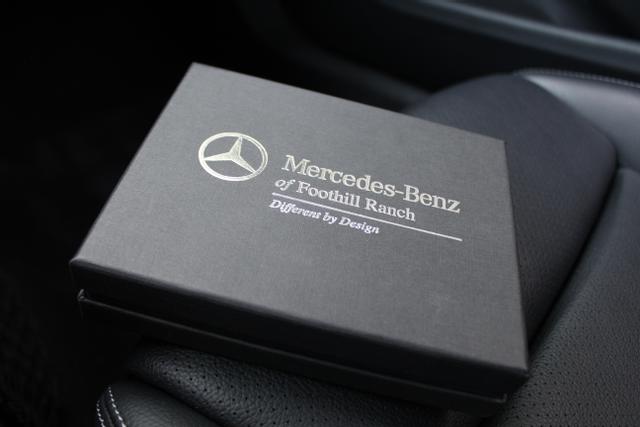 Mercedes-Benz
of Foothill Ranch
Different by Design